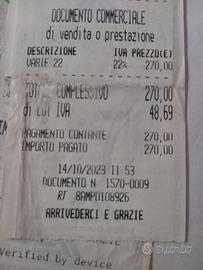 DOCUMENTO COMMERCIALE
di vendita o prestazione
DESCRIZIONE IVA PREZZO(€)
VARIE 22 22% 270,00
TOTALE COMPLESSIVO 270,00
di cui IVA 48,69
PAGAMENTO CONTANTE 270,00
IMPORTO PAGATO 270,00
14/10/2023 11:53
DOCUMENTO N 1570-0009
RT 8AMPU108926
ARRIVEDERCI E GRAZIE
Verified by device
subito